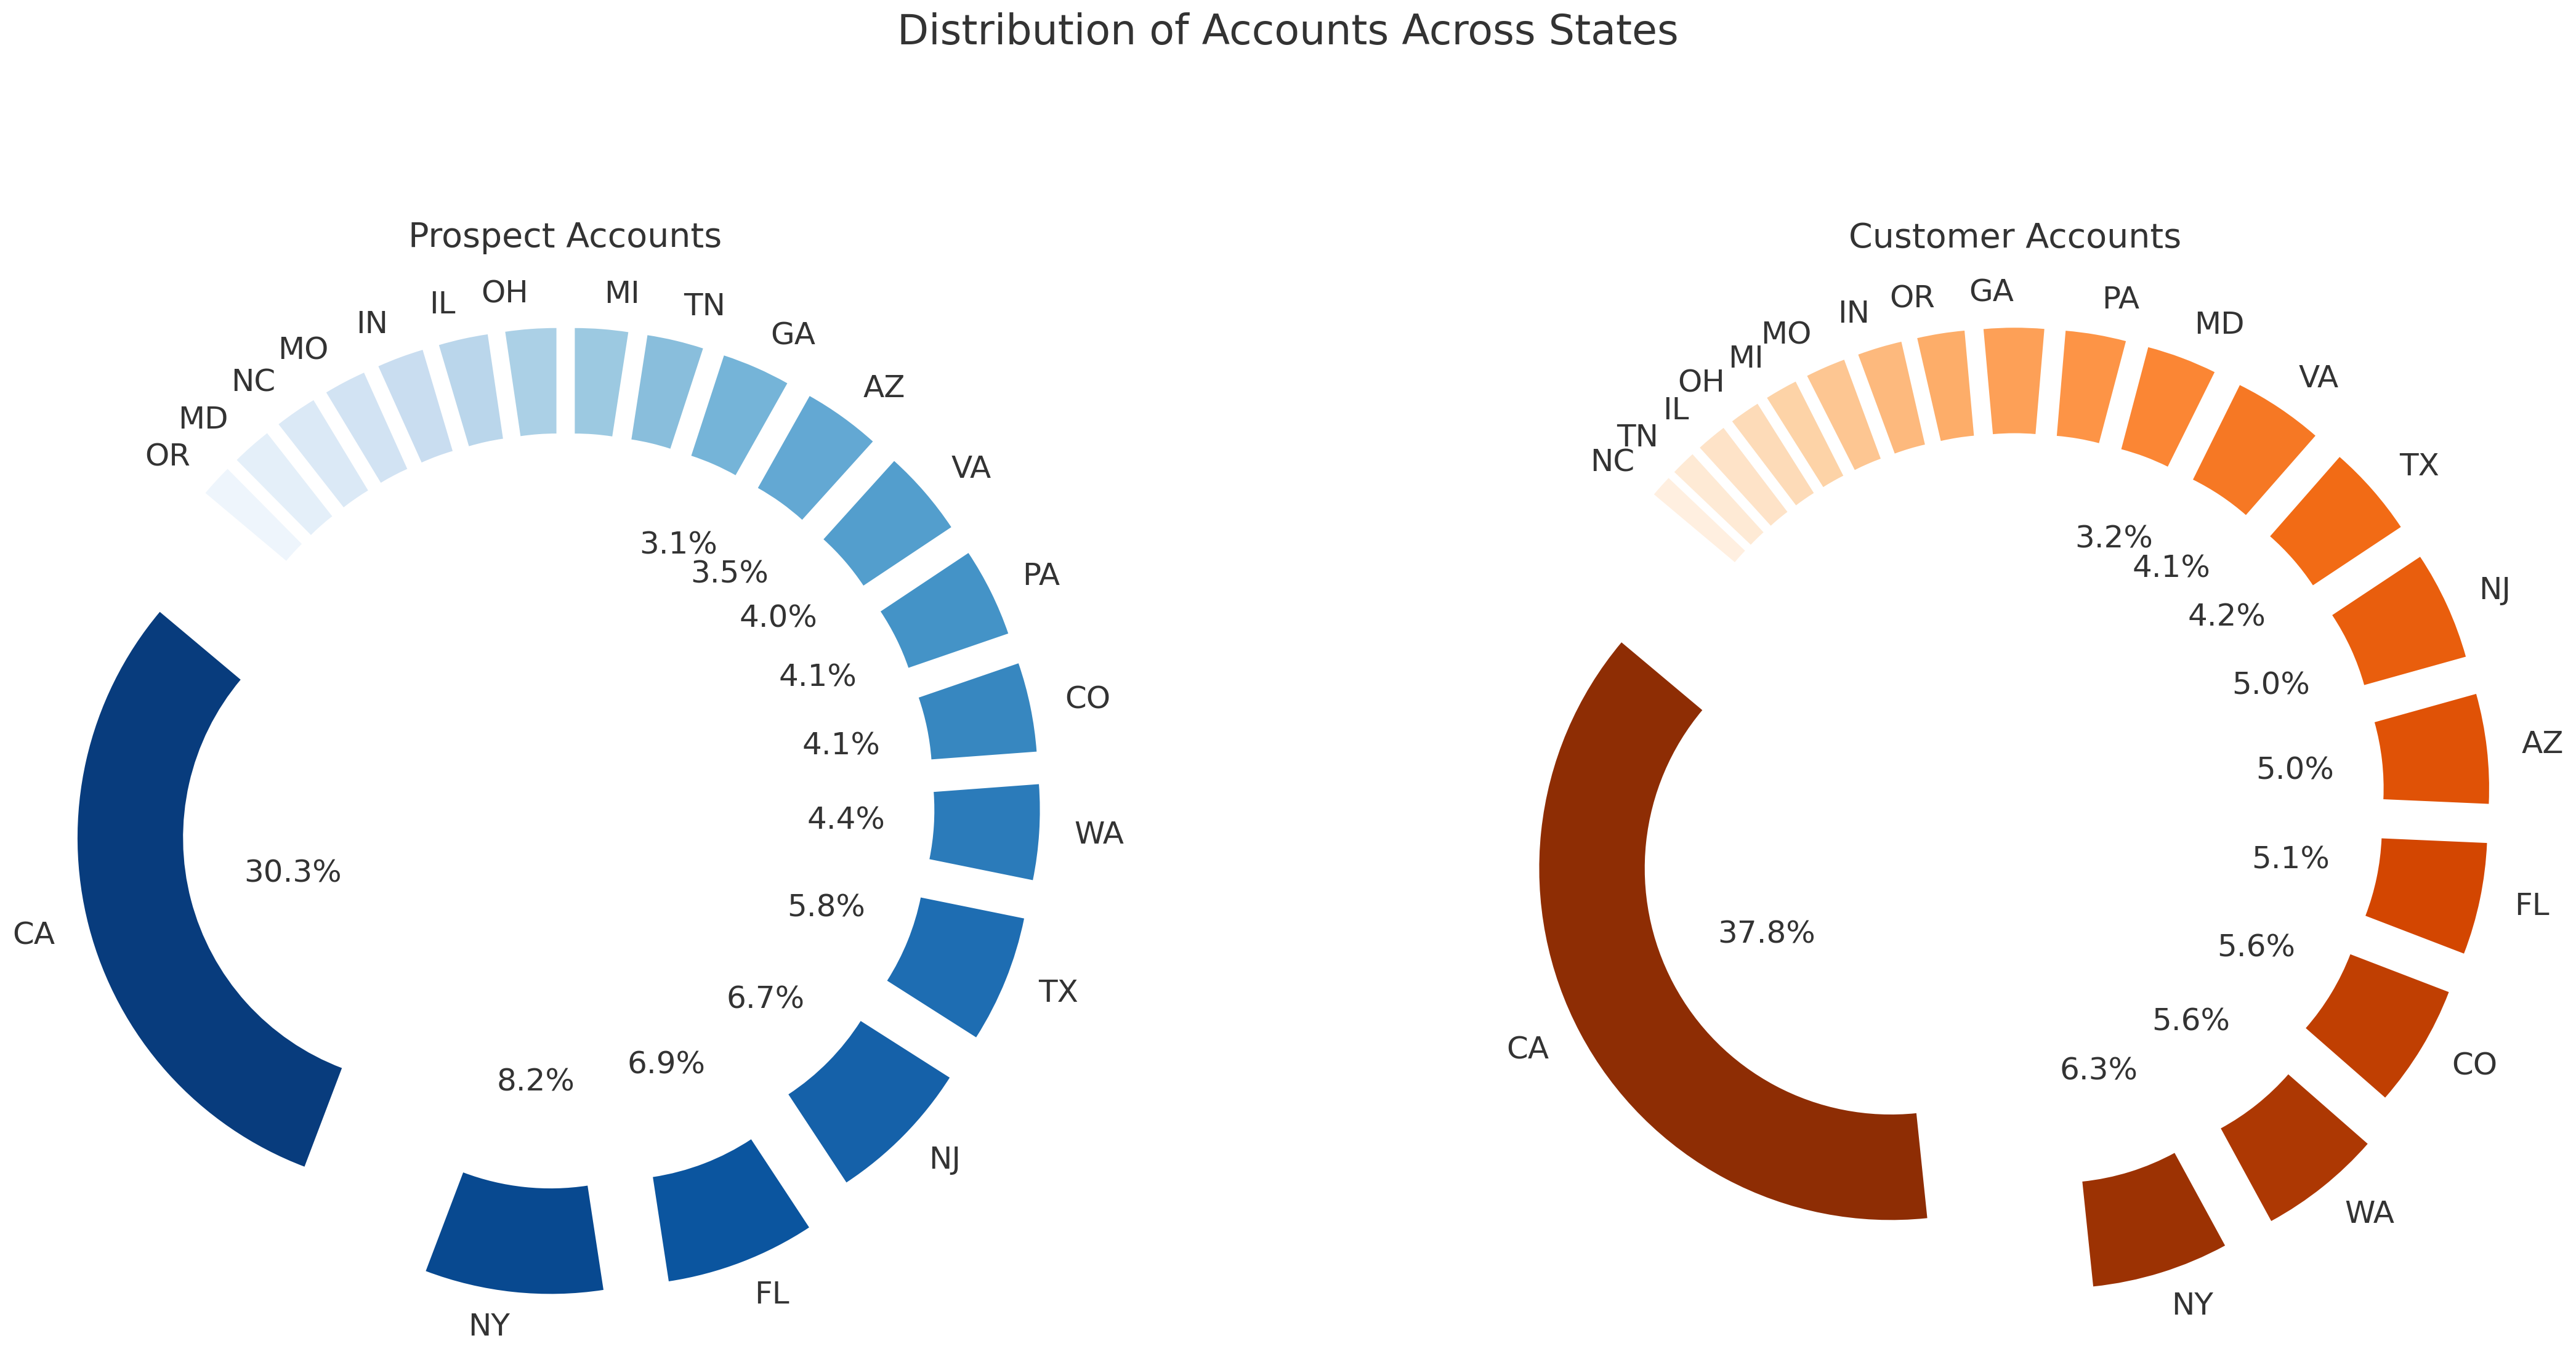 Distribution of Accounts Across States
Prospect Accounts
OH
MI
IL
TN
IN
GA
MO
NC
AZ
MD
OR
VA
3.1%
3.5%
PA
4.0%
4.1%
CO
4.1%
4.4%
WA
30.3%
5.8%
CA
TX
6.7%
6.9%
8.2%
NJ
FL
NY
Customer Accounts
GA
OR
PA
IN
MD
MO
MI
OH
VA
IL
TN
NC
TX
3.2%
4.1%
NJ
4.2%
5.0%
AZ
5.0%
5.1%
FL
37.8%
5.6%
5.6%
CA
CO
6.3%
WA
NY